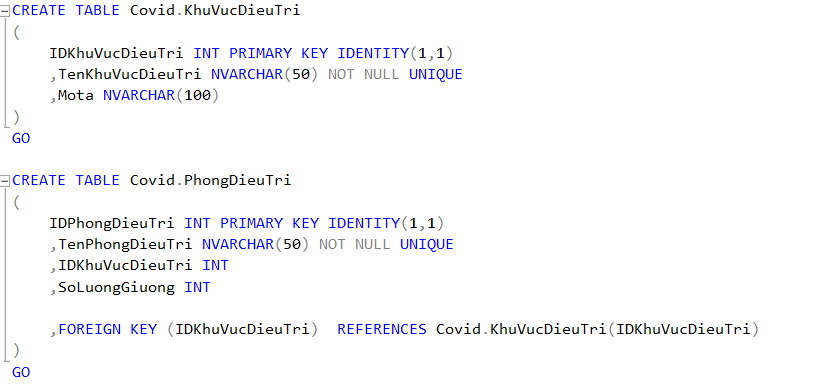 CREATE TABLE Covid.KhuVucDieuTri
(
    IDKhuVucDieuTri INT PRIMARY KEY IDENTITY(1,1)
    ,TenKhuVucDieuTri NVARCHAR(50) NOT NULL UNIQUE
    ,Mota NVARCHAR(100)
)
GO
CREATE TABLE Covid.PhongDieuTri
(
    IDPhongDieuTri INT PRIMARY KEY IDENTITY(1,1)
    ,TenPhongDieuTri NVARCHAR(50) NOT NULL UNIQUE
    ,IDKhuVucDieuTri INT
    ,SoLuongGiuong INT
    ,FOREIGN KEY (IDKhuVucDieuTri)  REFERENCES Covid.KhuVucDieuTri(IDKhuVucDieuTri)
)
GO